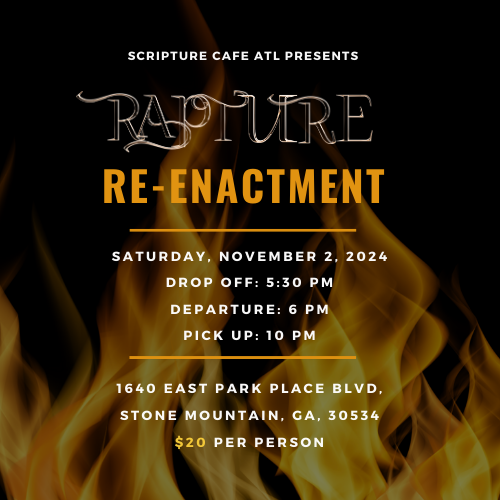 SCRIPTURE CAFE ATL PRESENTS
RAPTURE
RE-ENACTMENT
SATURDAY, NOVEMBER 2, 2024
DROP OFF: 5:30 PM
DEPARTURE: 6 PM
PICK UP: 10 PM
1640 EAST PARK PLACE BLVD,
STONE MOUNTAIN, GA, 30534
$20 PER PERSON